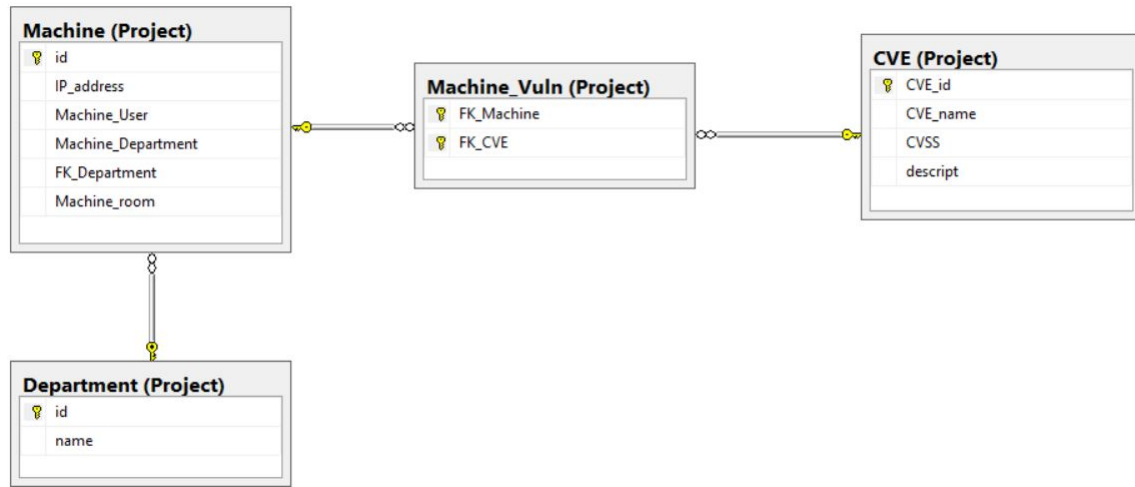 Machine (Project)
id
IP_address
Machine_User
Machine_Department
FK_Department
Machine_room
Machine_Vuln (Project)
FK_Machine
FK_CVE
CVE (Project)
CVE_id
CVE_name
CVSS
descript
Department (Project)
id
name